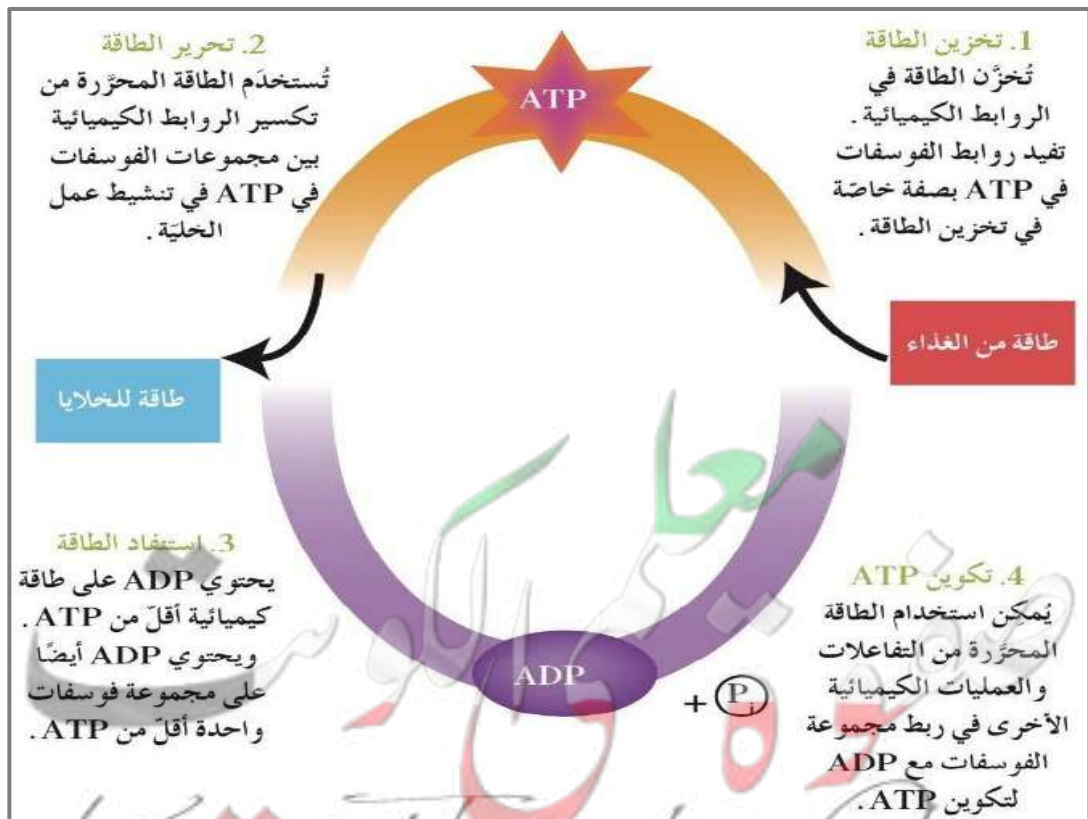 1. تخزين الطاقة
تُخزَّن الطاقة في
الروابط الكيميائية.
تفيد روابط الفوسفات
في ATP بصفة خاصّة
في تخزين الطاقة.
2. تحرير الطاقة
تُستخدَم الطاقة المحرَّرة من
تكسير الروابط الكيميائية
بين مجموعات الفوسفات
في ATP في تنشيط عمل
الخليّة.
ATP
طاقة من الغذاء
طاقة للخلايا
3. استنفاد الطاقة
يحتوي ADP على طاقة
كيميائية أقلّ من ATP.
ويحتوي ADP أيضًا
على مجموعة فوسفات
واحدة أقلّ من ATP.
4. تكوين ATP
يُمكِن استخدام الطاقة
المحرَّرة من التفاعلات
والعمليات الكيميائية
الأخرى في ربط مجموعة
الفوسفات مع ADP
لتكوين ATP.
ADP
+ Pi
صفوة معلم الكويت